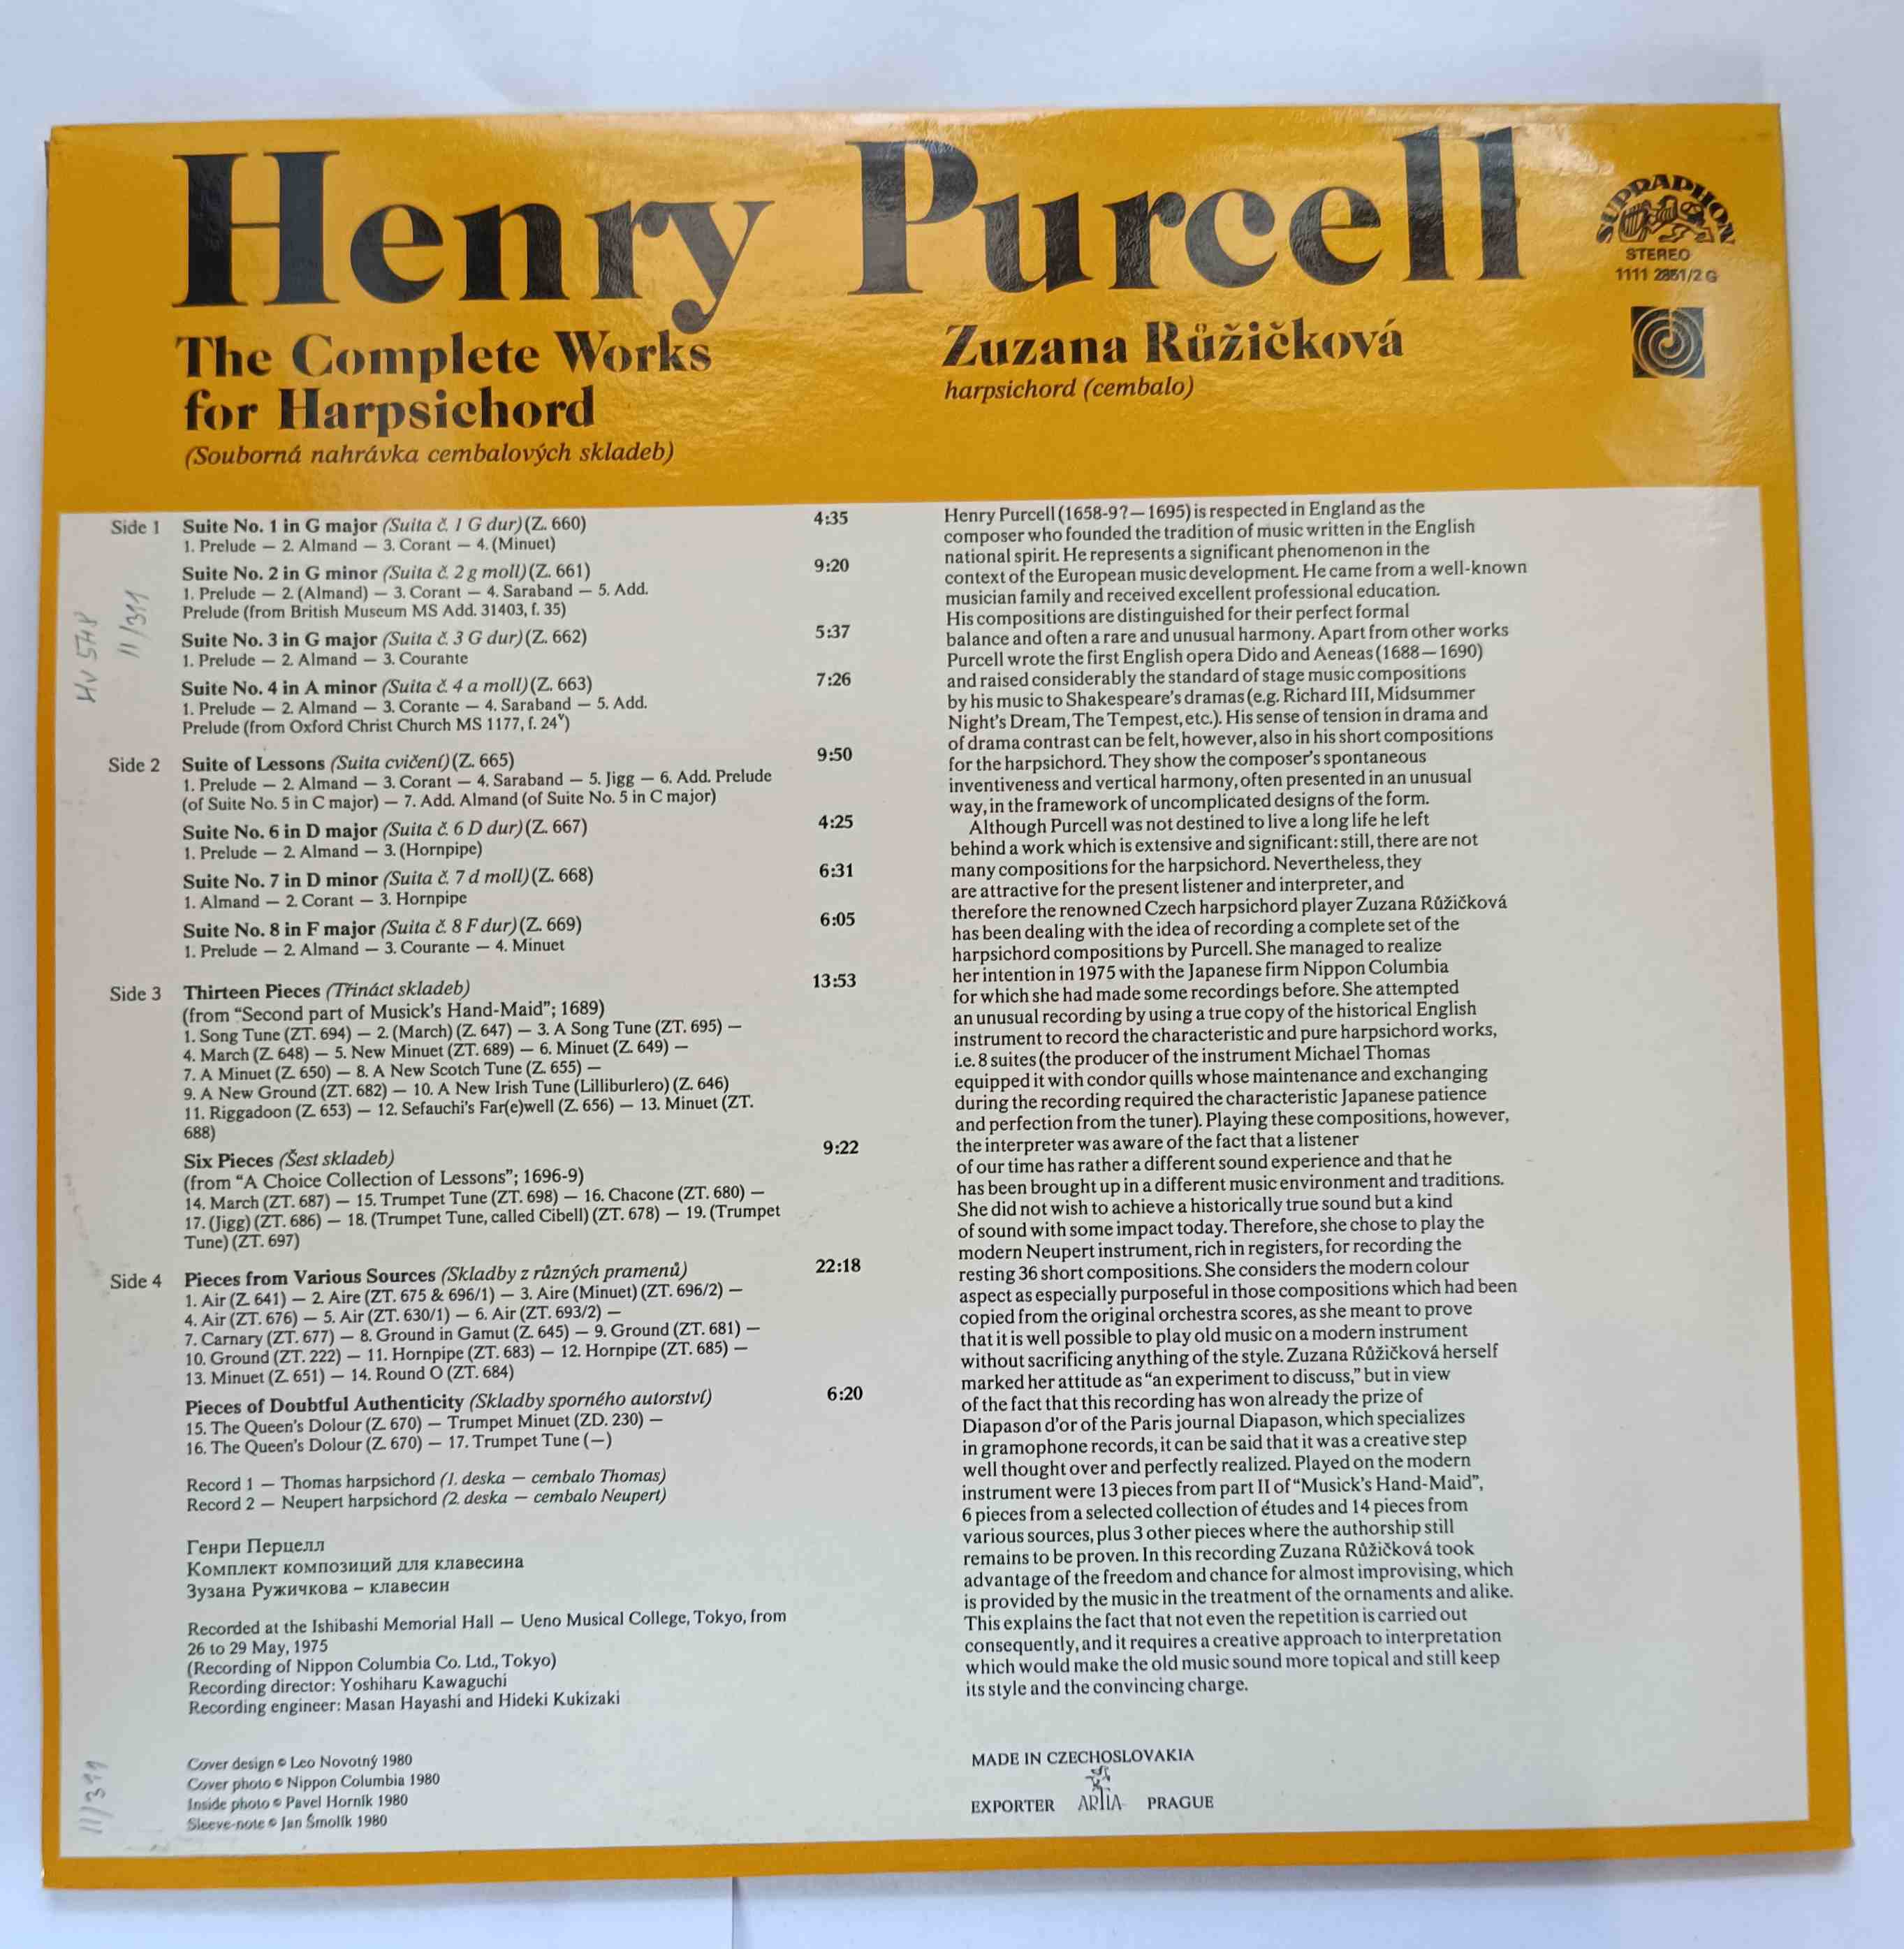 Henry Purcell
SUPRAPHON
STEREO
1111 2851/2 G
The Complete Works
for Harpsichord
(Souborná nahrávka cembalových skladeb)
Zuzana Růžičková
harpsichord (cembalo)
Side 1 Suite No. 1 in G major (Suita č. 1 G dur) (Z. 660) 4:35
1. Prelude — 2. Almand — 3. Corant — 4. (Minuet)
Suite No. 2 in G minor (Suita č. 2 g moll) (Z. 661) 9:20
1. Prelude — 2. (Almand) — 3. Corant — 4. Saraband — 5. Add.
Prelude (from British Museum MS Add. 31403, f. 35)
Suite No. 3 in G major (Suita č. 3 G dur) (Z. 662) 5:37
1. Prelude — 2. Almand — 3. Courante
Suite No. 4 in A minor (Suita č. 4 a moll) (Z. 663) 7:26
1. Prelude — 2. Almand — 3. Corante — 4. Saraband — 5. Add.
Prelude (from Oxford Christ Church MS 1177, f. 24ᵛ)
Side 2 Suite of Lessons (Suita cvičení) (Z. 665) 9:50
1. Prelude — 2. Almand — 3. Corant — 4. Saraband — 5. Jigg — 6. Add. Prelude
(of Suite No. 5 in C major) — 7. Add. Almand (of Suite No. 5 in C major)
Suite No. 6 in D major (Suita č. 6 D dur) (Z. 667) 4:25
1. Prelude — 2. Almand — 3. (Hornpipe)
Suite No. 7 in D minor (Suita č. 7 d moll) (Z. 668) 6:31
1. Almand — 2. Corant — 3. Hornpipe
Suite No. 8 in F major (Suita č. 8 F dur) (Z. 669) 6:05
1. Prelude — 2. Almand — 3. Courante — 4. Minuet
Side 3 Thirteen Pieces (Třináct skladeb) 13:53
(from “Second part of Musick's Hand-Maid”; 1689)
1. Song Tune (ZT. 694) — 2. (March) (Z. 647) — 3. A Song Tune (ZT. 695) —
4. March (Z. 648) — 5. New Minuet (ZT. 689) — 6. Minuet (Z. 649) —
7. A Minuet (Z. 650) — 8. A New Scotch Tune (Z. 655) —
9. A New Ground (ZT. 682) — 10. A New Irish Tune (Lilliburlero) (Z. 646)
11. Riggadoon (Z. 653) — 12. Sefauchi's Far(e)well (Z. 656) — 13. Minuet (ZT.
688)
Six Pieces (Šest skladeb) 9:22
(from “A Choice Collection of Lessons”; 1696-9)
14. March (ZT. 687) — 15. Trumpet Tune (ZT. 698) — 16. Chacone (ZT. 680) —
17. (Jigg) (ZT. 686) — 18. (Trumpet Tune, called Cibell) (ZT. 678) — 19. (Trumpet
Tune) (ZT. 697)
Side 4 Pieces from Various Sources (Skladby z různých pramenů) 22:18
1. Air (Z. 641) — 2. Aire (ZT. 675 & 696/1) — 3. Aire (Minuet) (ZT. 696/2) —
4. Air (ZT. 676) — 5. Air (ZT. 630/1) — 6. Air (ZT. 693/2) —
7. Carnary (ZT. 677) — 8. Ground in Gamut (Z. 645) — 9. Ground (ZT. 681) —
10. Ground (ZT. 222) — 11. Hornpipe (ZT. 683) — 12. Hornpipe (ZT. 685) —
13. Minuet (Z. 651) — 14. Round O (ZT. 684)
Pieces of Doubtful Authenticity (Skladby sporného autorství) 6:20
15. The Queen's Dolour (Z. 670) — Trumpet Minuet (ZD. 230) —
16. The Queen's Dolour (Z. 670) — 17. Trumpet Tune (—)
Record 1 — Thomas harpsichord (1. deska — cembalo Thomas)
Record 2 — Neupert harpsichord (2. deska — cembalo Neupert)
Генри Перцелл
Комплект композиций для клавесина
Зузана Ружичкова – клавесин
Recorded at the Ishibashi Memorial Hall — Ueno Musical College, Tokyo, from
26 to 29 May, 1975
(Recording of Nippon Columbia Co. Ltd., Tokyo)
Recording director: Yoshiharu Kawaguchi
Recording engineer: Masan Hayashi and Hideki Kukizaki
Cover design © Leo Novotný 1980
Cover photo © Nippon Columbia 1980
Inside photo © Pavel Horník 1980
Sleeve-note © Jan Šmolík 1980
HV 548
11/399
11/399
Henry Purcell (1658-9? — 1695) is respected in England as the
composer who founded the tradition of music written in the English
national spirit. He represents a significant phenomenon in the
context of the European music development. He came from a well-known
musician family and received excellent professional education.
His compositions are distinguished for their perfect formal
balance and often a rare and unusual harmony. Apart from other works
Purcell wrote the first English opera Dido and Aeneas (1688 — 1690)
and raised considerably the standard of stage music compositions
by his music to Shakespeare's dramas (e.g. Richard III, Midsummer
Night's Dream, The Tempest, etc.). His sense of tension in drama and
of drama contrast can be felt, however, also in his short compositions
for the harpsichord. They show the composer's spontaneous
inventiveness and vertical harmony, often presented in an unusual
way, in the framework of uncomplicated designs of the form.
Although Purcell was not destined to live a long life he left
behind a work which is extensive and significant: still, there are not
many compositions for the harpsichord. Nevertheless, they
are attractive for the present listener and interpreter, and
therefore the renowned Czech harpsichord player Zuzana Růžičková
has been dealing with the idea of recording a complete set of the
harpsichord compositions by Purcell. She managed to realize
her intention in 1975 with the Japanese firm Nippon Columbia
for which she had made some recordings before. She attempted
an unusual recording by using a true copy of the historical English
instrument to record the characteristic and pure harpsichord works,
i.e. 8 suites (the producer of the instrument Michael Thomas
equipped it with condor quills whose maintenance and exchanging
during the recording required the characteristic Japanese patience
and perfection from the tuner). Playing these compositions, however,
the interpreter was aware of the fact that a listener
of our time has rather a different sound experience and that he
has been brought up in a different music environment and traditions.
She did not wish to achieve a historically true sound but a kind
of sound with some impact today. Therefore, she chose to play the
modern Neupert instrument, rich in registers, for recording the
resting 36 short compositions. She considers the modern colour
aspect as especially purposeful in those compositions which had been
copied from the original orchestra scores, as she meant to prove
that it is well possible to play old music on a modern instrument
without sacrificing anything of the style. Zuzana Růžičková herself
marked her attitude as “an experiment to discuss,” but in view
of the fact that this recording has won already the prize of
Diapason d'or of the Paris journal Diapason, which specializes
in gramophone records, it can be said that it was a creative step
well thought over and perfectly realized. Played on the modern
instrument were 13 pieces from part II of “Musick's Hand-Maid”,
6 pieces from a selected collection of études and 14 pieces from
various sources, plus 3 other pieces where the authorship still
remains to be proven. In this recording Zuzana Růžičková took
advantage of the freedom and chance for almost improvising, which
is provided by the music in the treatment of the ornaments and alike.
This explains the fact that not even the repetition is carried out
consequently, and it requires a creative approach to interpretation
which would make the old music sound more topical and still keep
its style and the convincing charge.
MADE IN CZECHOSLOVAKIA
EXPORTER ARTIA PRAGUE